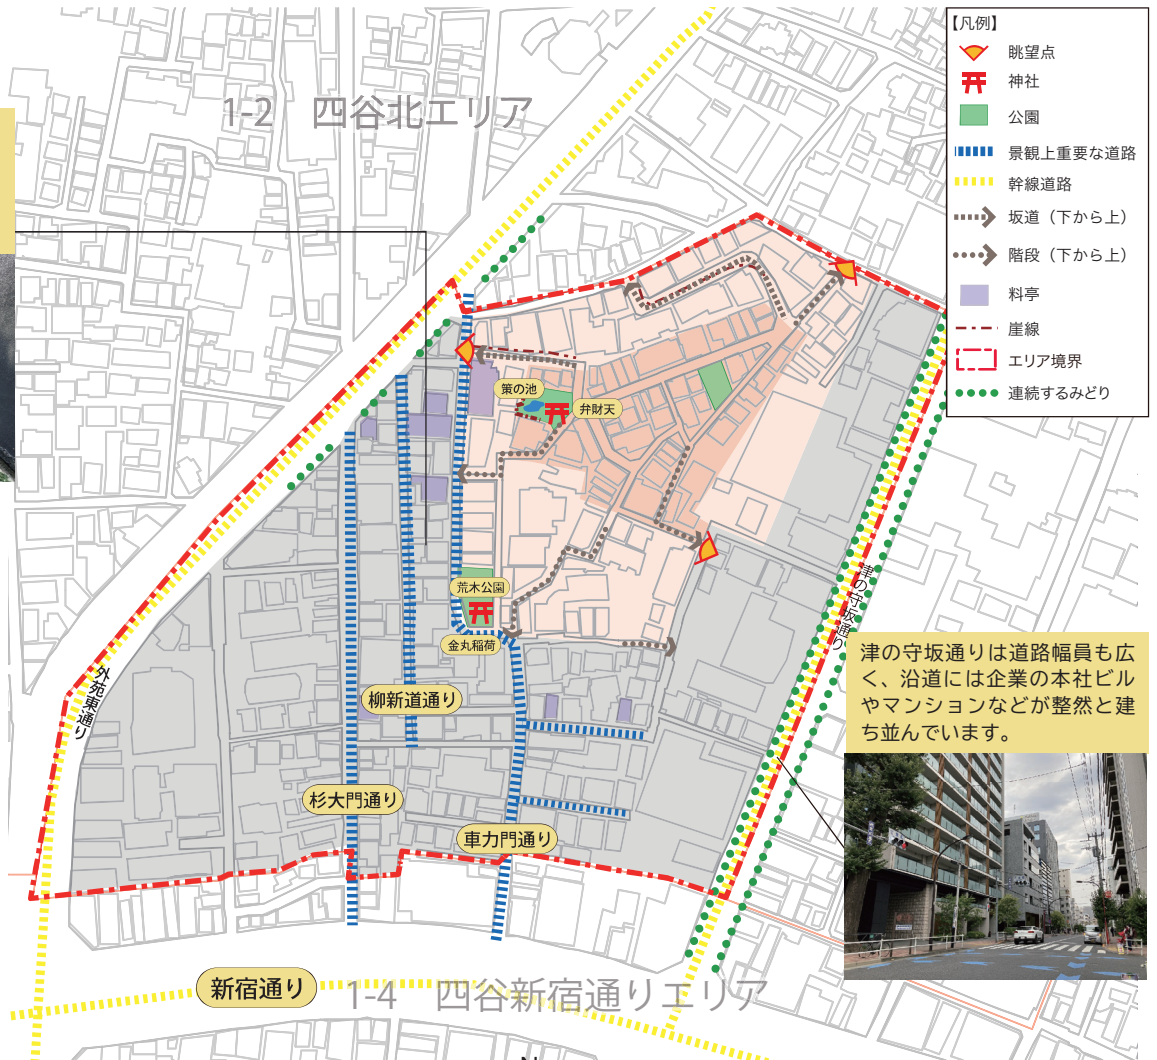 1-2 四谷北エリア
【凡例】
眺望点
神社
公園
景観上重要な道路
幹線道路
坂道（下から上）
階段（下から上）
料亭
崖線
エリア境界
連続するみどり
策の池
弁財天
荒木公園
金丸稲荷
柳新道通り
杉大門通り
車力門通り
外苑東通り
津の守坂通り
津の守坂通りは道路幅員も広
く、沿道には企業の本社ビル
やマンションなどが整然と建
ち並んでいます。
新宿通り
1-4 四谷新宿通りエリア